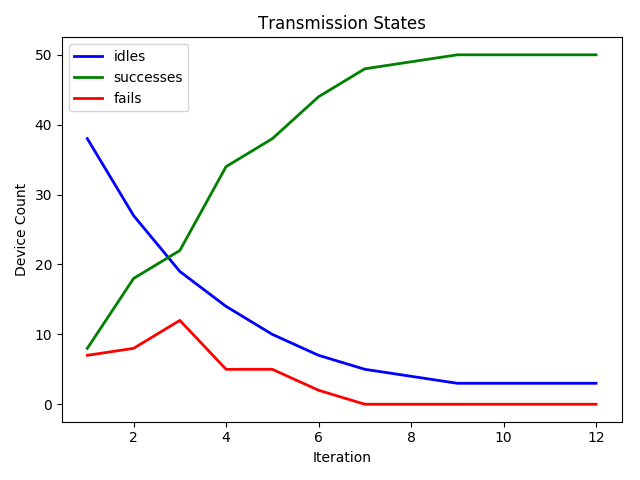 Transmission States
idles
successes
fails
50
40
30
20
10
0
Device Count
2 4 6 8 10 12
Iteration